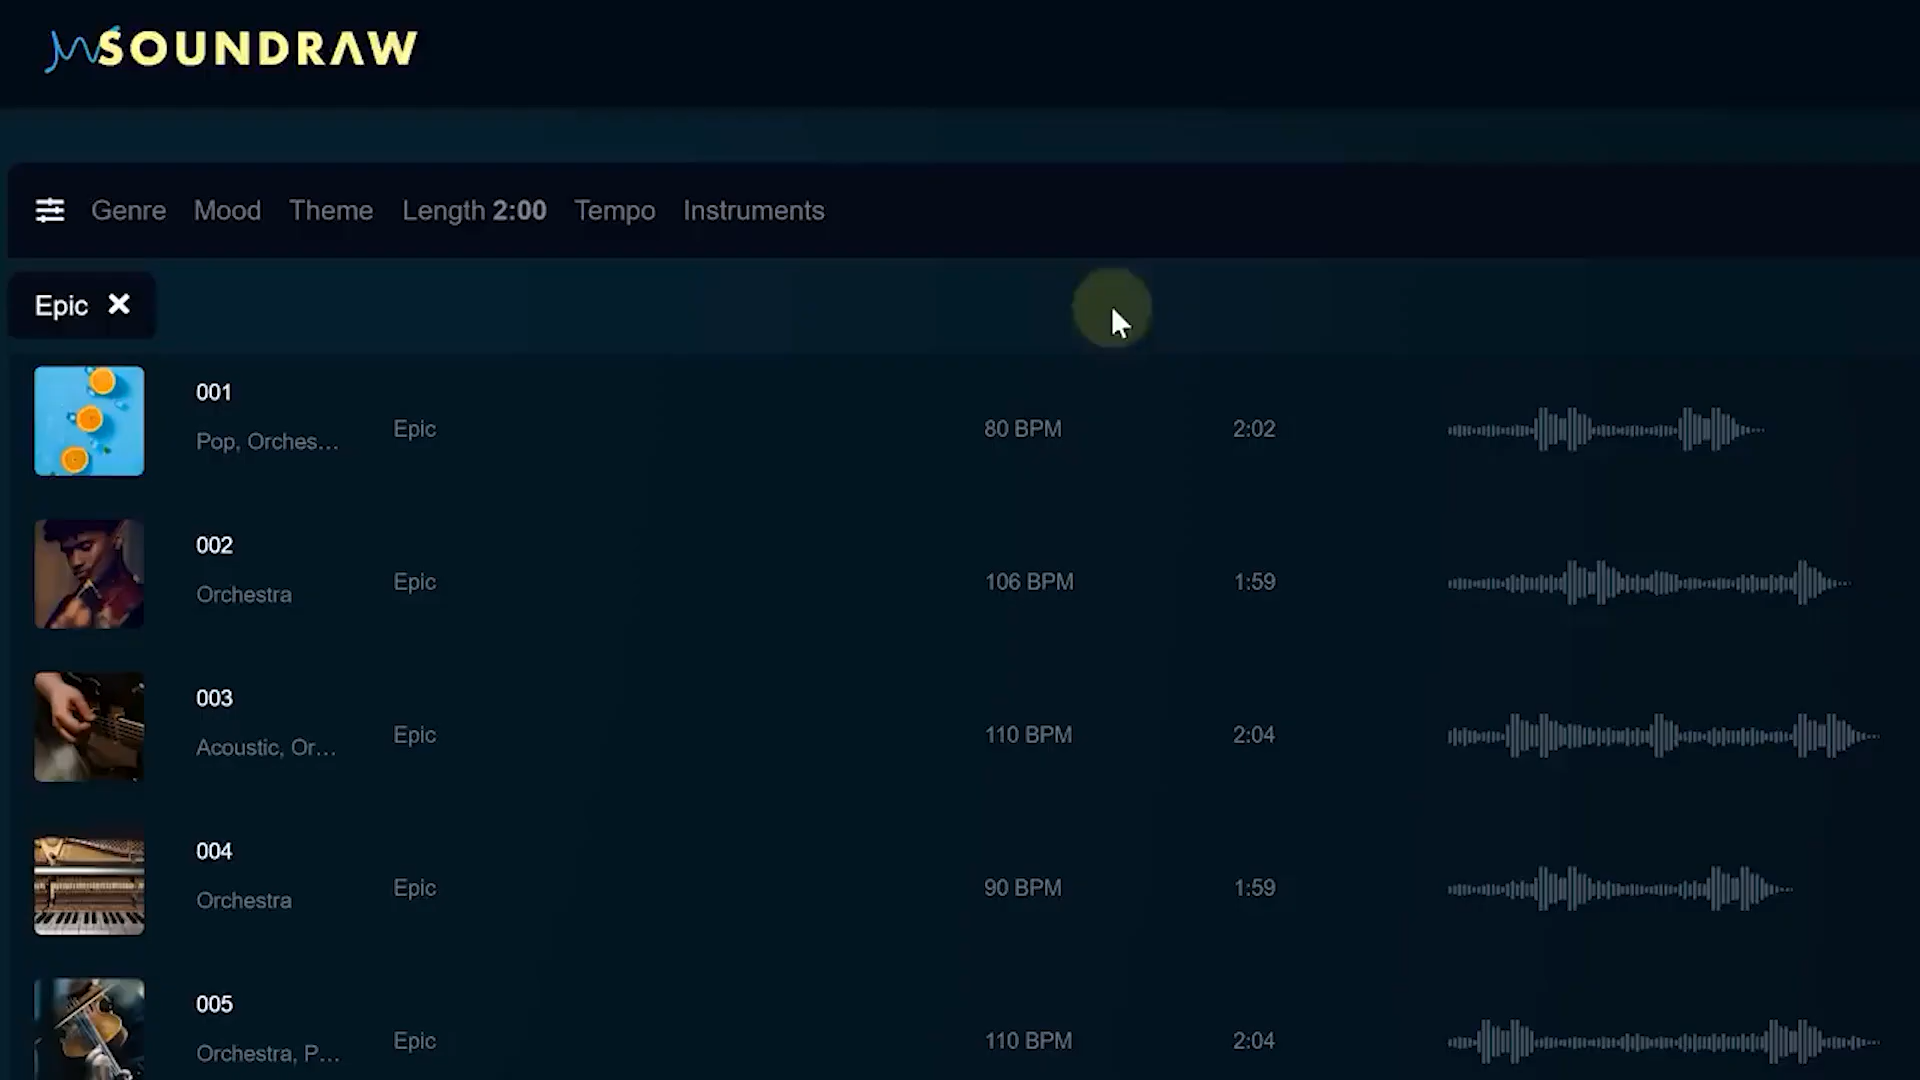 SOUNDRAW
Genre Mood Theme Length 2:00 Tempo Instruments
Epic
001
Pop, Orches... Epic 80 BPM 2:02
002
Orchestra Epic 106 BPM 1:59
003
Acoustic, Or... Epic 110 BPM 2:04
004
Orchestra Epic 90 BPM 1:59
005
Orchestra, P... Epic 110 BPM 2:04